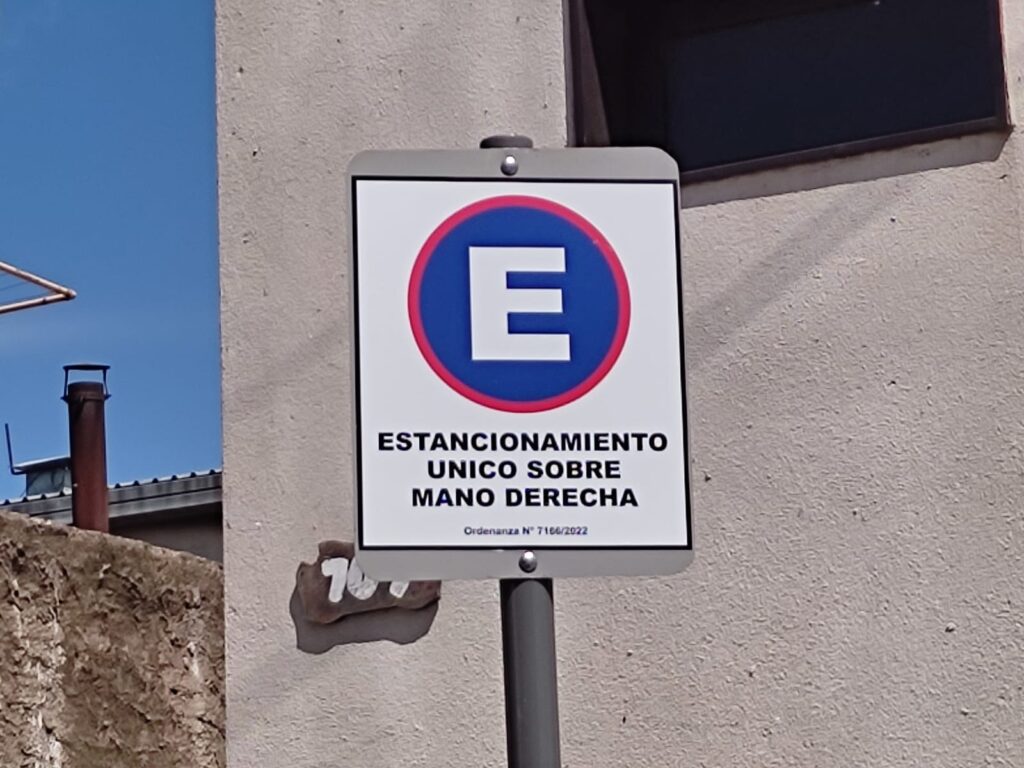 E
ESTANCIONAMIENTO
UNICO SOBRE
MANO DERECHA
Ordenanza N° 7166/2022